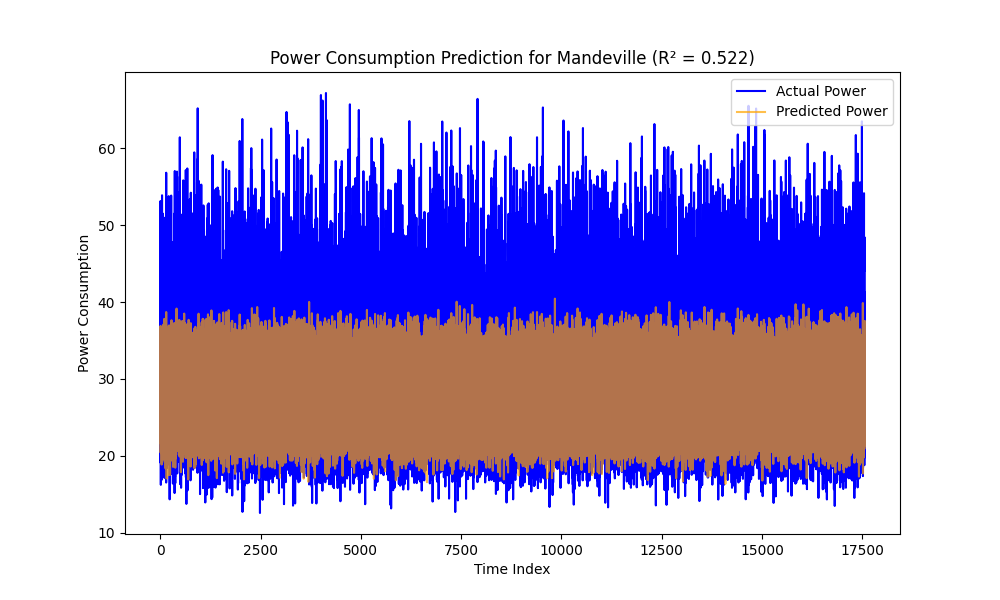 Power Consumption Prediction for Mandeville (R² = 0.522)
Actual Power
Predicted Power
Power Consumption
60
50
40
30
20
10
0
2500
5000
7500
10000
12500
15000
17500
Time Index